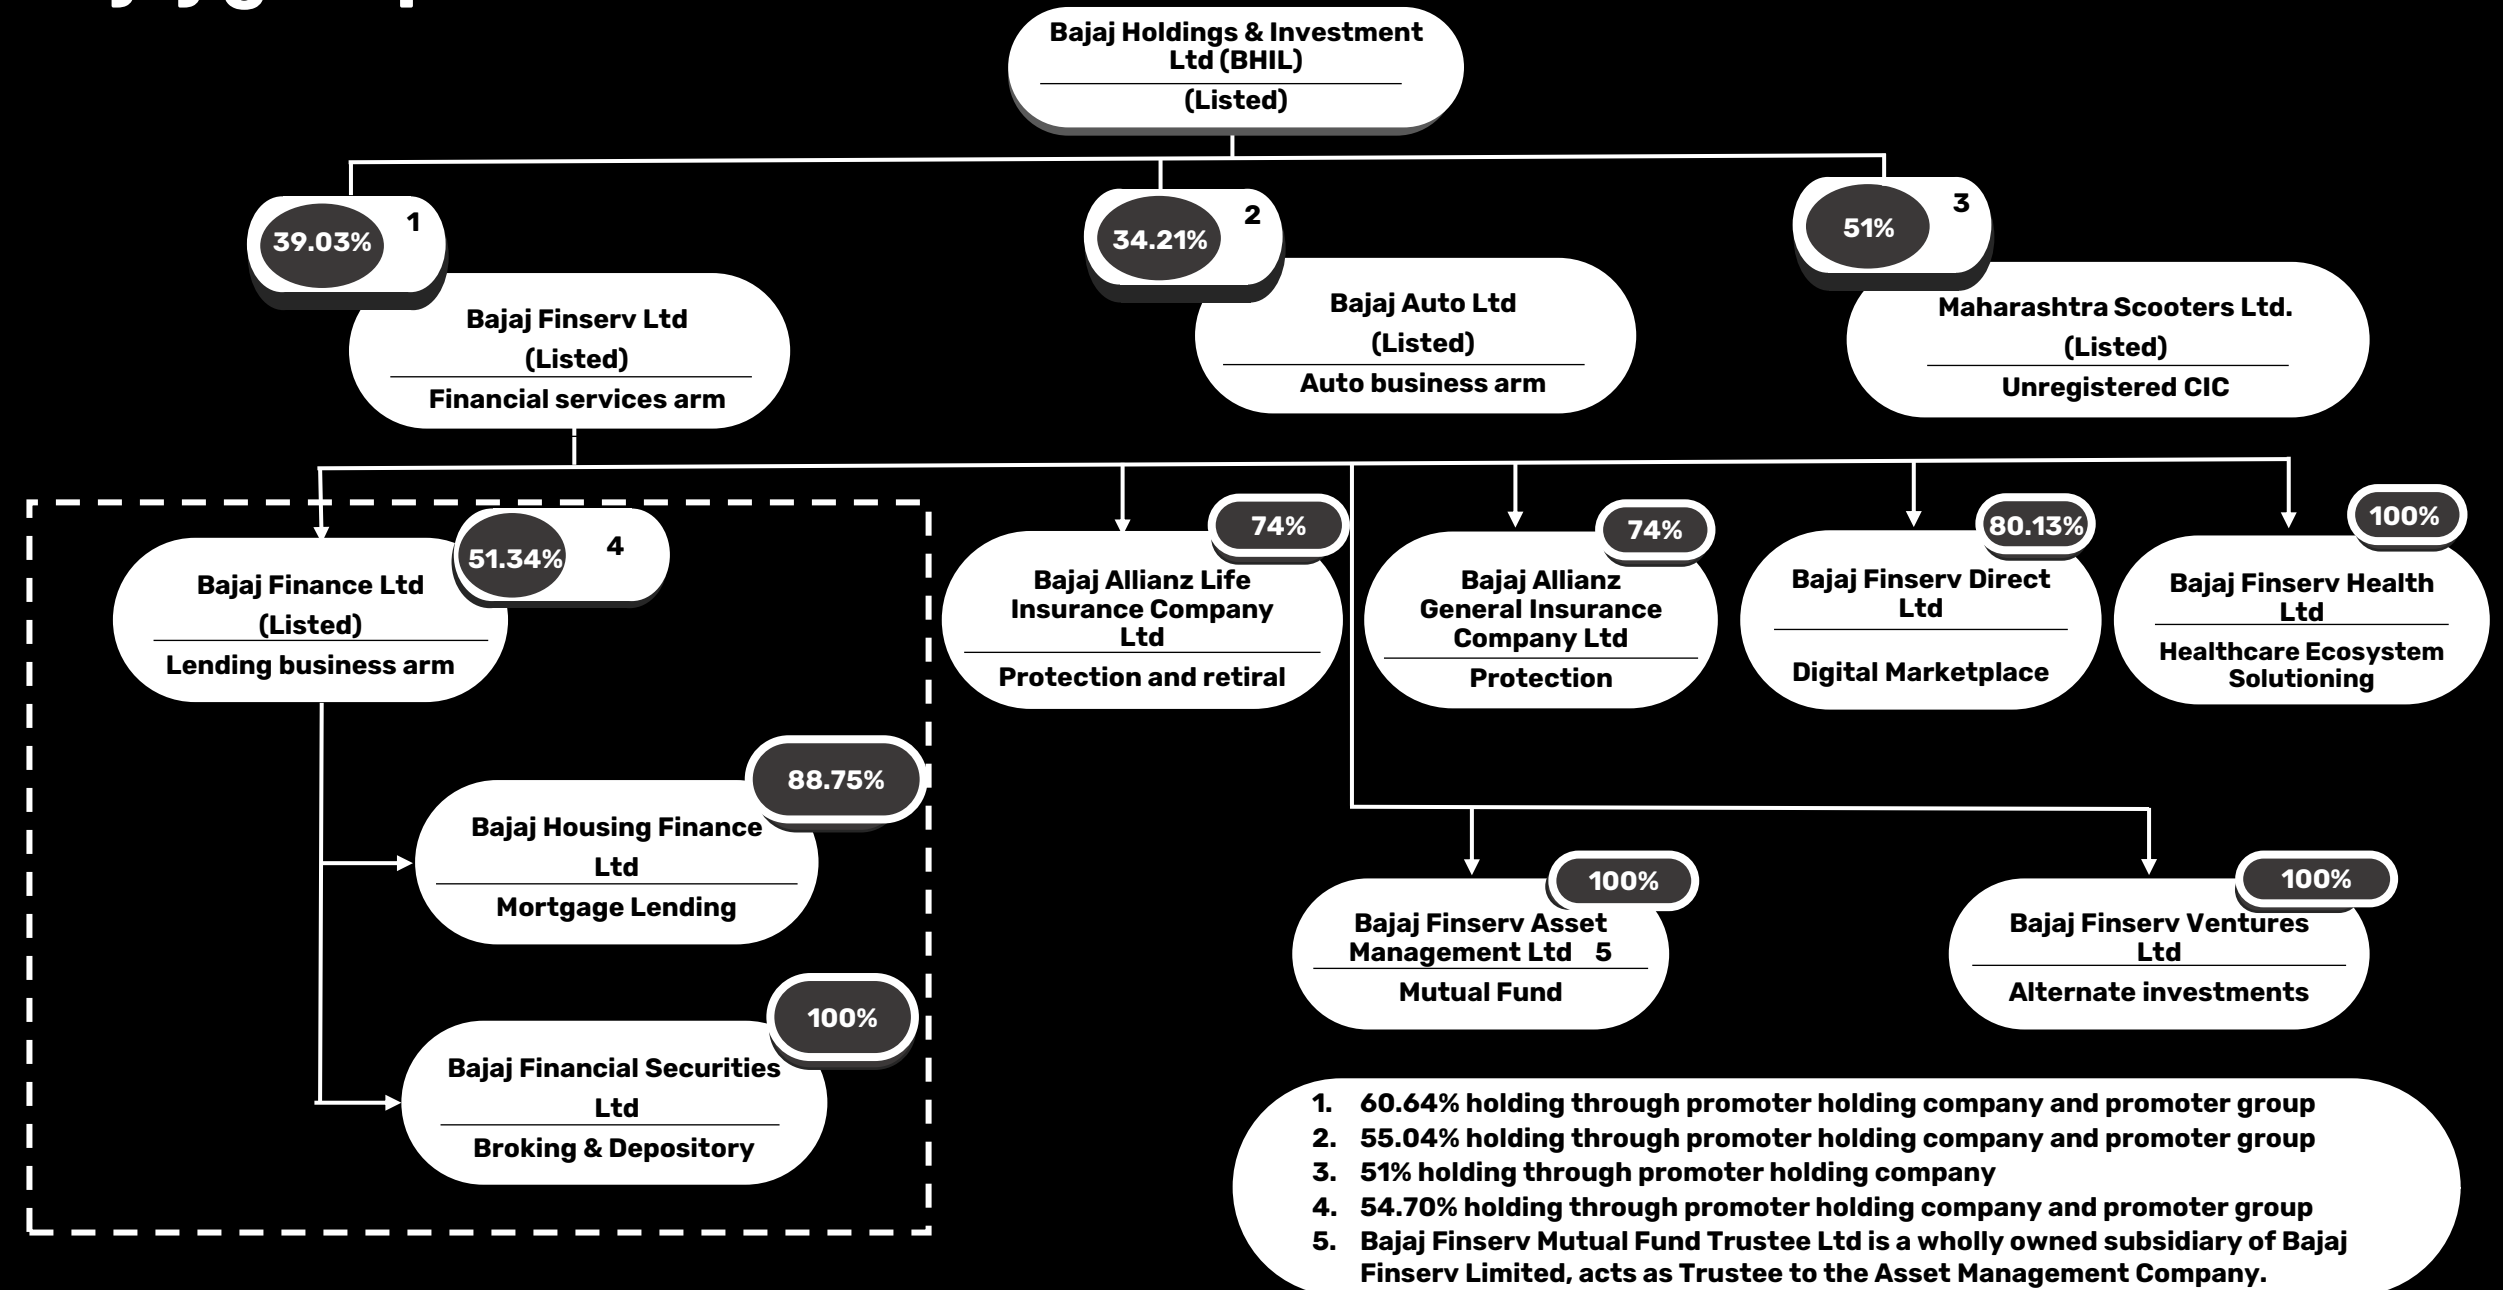 Bajaj Holdings & Investment
Ltd (BHIL)
(Listed)
39.03%
1
Bajaj Finserv Ltd
(Listed)
Financial services arm
34.21%
2
Bajaj Auto Ltd
(Listed)
Auto business arm
51%
3
Maharashtra Scooters Ltd.
(Listed)
Unregistered CIC
51.34%
4
Bajaj Finance Ltd
(Listed)
Lending business arm
74%
Bajaj Allianz Life
Insurance Company
Ltd
Protection and retiral
74%
Bajaj Allianz
General Insurance
Company Ltd
Protection
80.13%
Bajaj Finserv Direct
Ltd
Digital Marketplace
100%
Bajaj Finserv Health
Ltd
Healthcare Ecosystem
Solutioning
88.75%
Bajaj Housing Finance
Ltd
Mortgage Lending
100%
Bajaj Finserv Asset
Management Ltd 5
Mutual Fund
100%
Bajaj Finserv Ventures
Ltd
Alternate investments
100%
Bajaj Financial Securities
Ltd
Broking & Depository
1. 60.64% holding through promoter holding company and promoter group
2. 55.04% holding through promoter holding company and promoter group
3. 51% holding through promoter holding company
4. 54.70% holding through promoter holding company and promoter group
5. Bajaj Finserv Mutual Fund Trustee Ltd is a wholly owned subsidiary of Bajaj
Finserv Limited, acts as Trustee to the Asset Management Company.